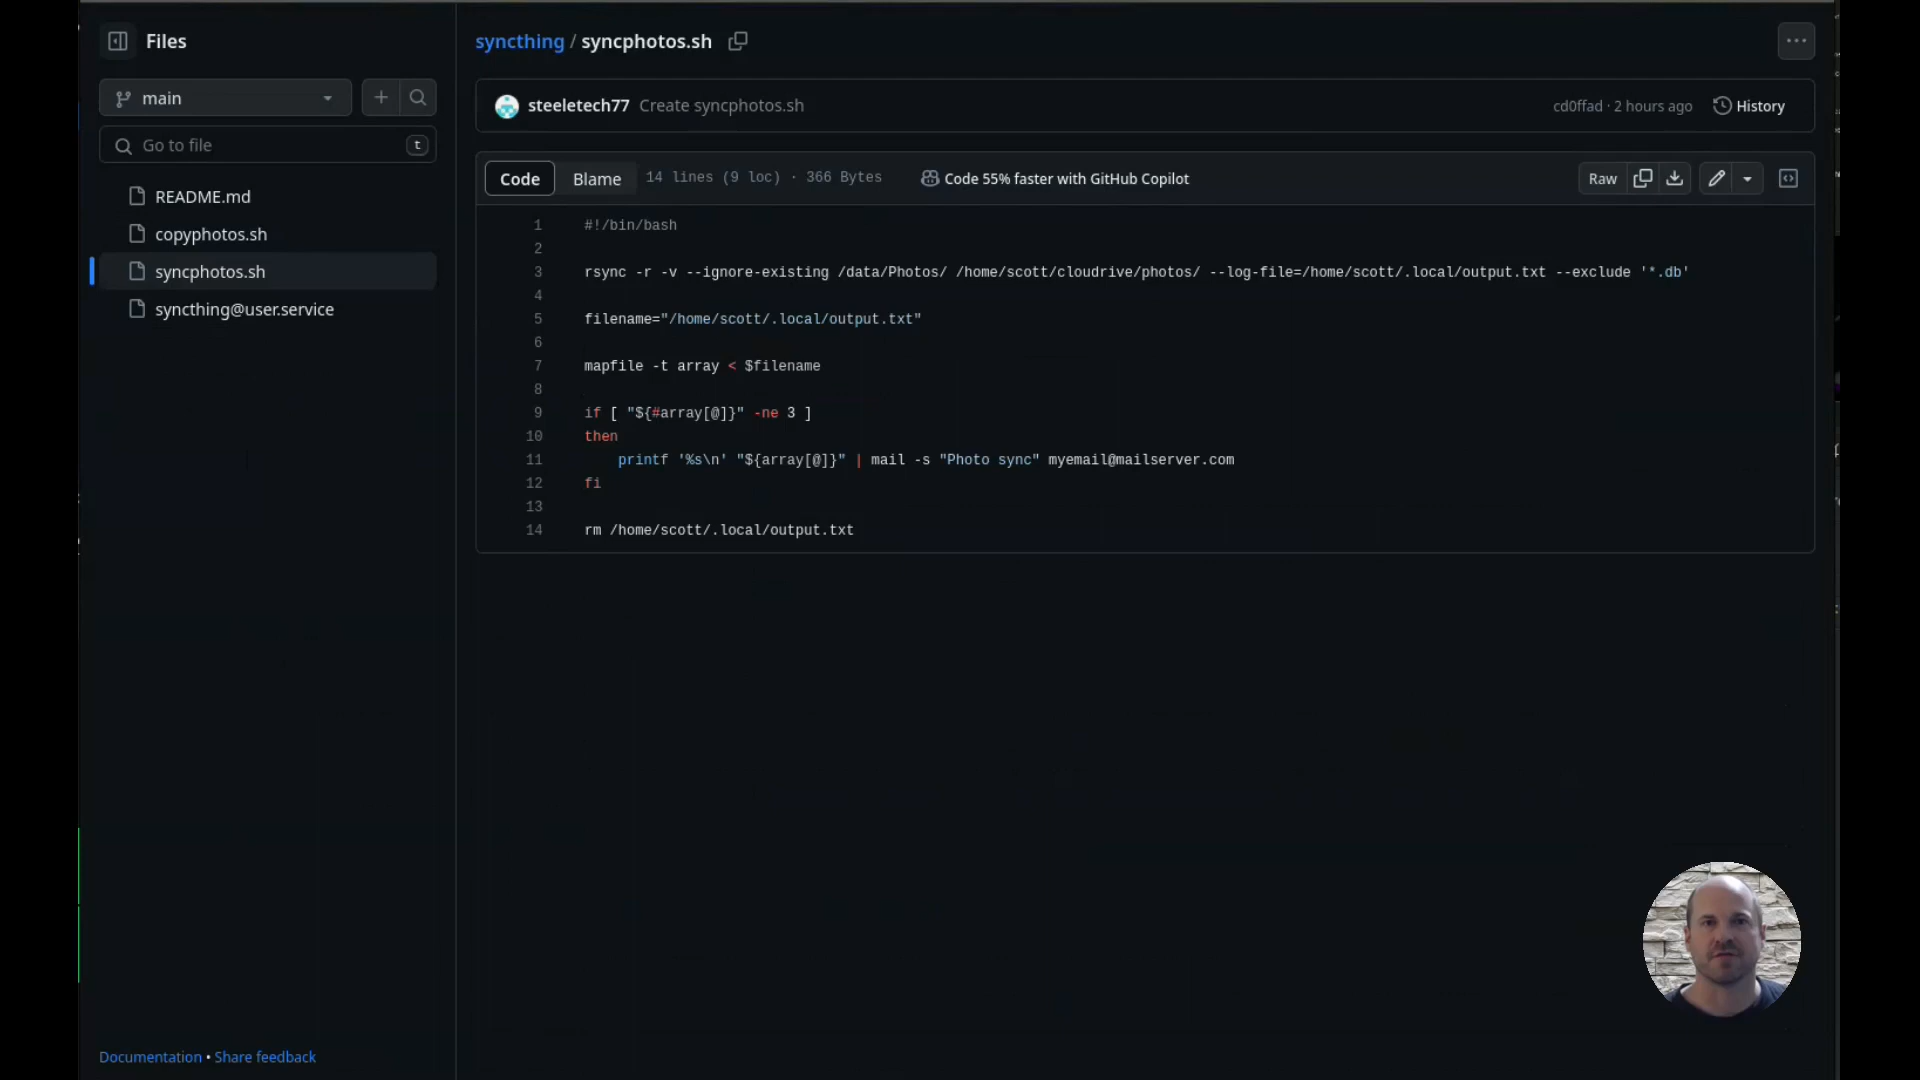 Files
main
Go to file
t
README.md
copyphotos.sh
syncphotos.sh
syncthing@user.service
Documentation • Share feedback
syncthing / syncphotos.sh
steeletech77 Create syncphotos.sh
cd0ffad · 2 hours ago
History
Code
Blame
14 lines (9 loc) · 366 Bytes
Code 55% faster with GitHub Copilot
Raw
1 #!/bin/bash
2
3 rsync -r -v --ignore-existing /data/Photos/ /home/scott/cloudrive/photos/ --log-file=/home/scott/.local/output.txt --exclude '*.db'
4
5 filename="/home/scott/.local/output.txt"
6
7 mapfile -t array < $filename
8
9 if [ "${#array[@]}" -ne 3 ]
10 then
11 printf '%s\n' "${array[@]}" | mail -s "Photo sync" myemail@mailserver.com
12 fi
13
14 rm /home/scott/.local/output.txt